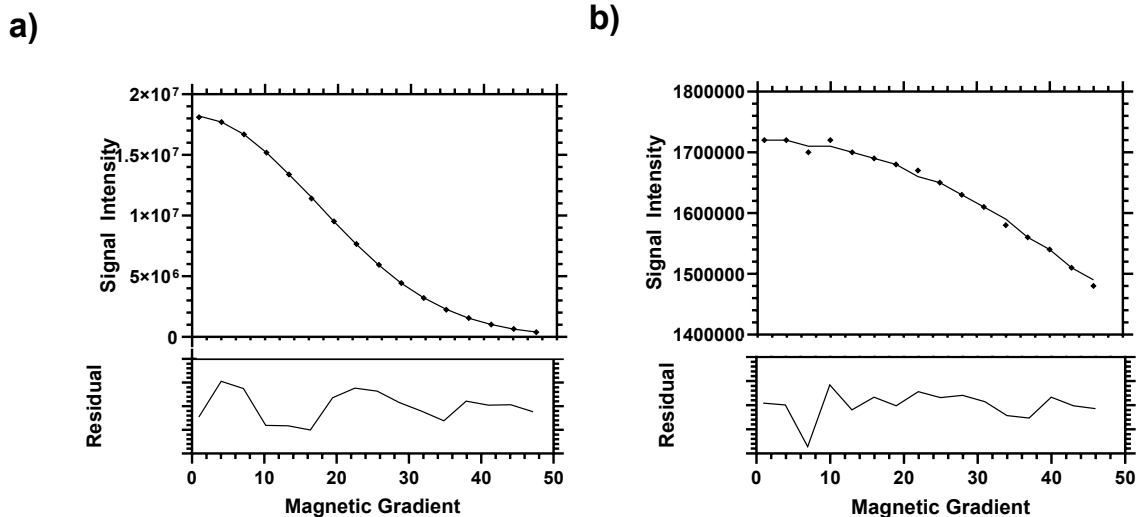 a)
2×10⁷
1.5×10⁷
1×10⁷
5×10⁶
0
Signal Intensity
Residual
0 10 20 30 40 50
Magnetic Gradient
b)
1800000
1700000
1600000
1500000
1400000
Signal Intensity
Residual
0 10 20 30 40 50
Magnetic Gradient